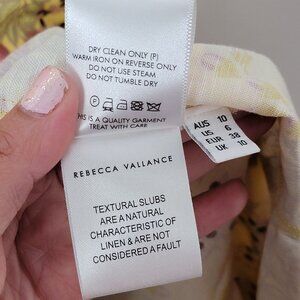 DRY CLEAN ONLY (P)
WARM IRON ON REVERSE ONLY
DO NOT USE STEAM
DO NOT TUMBLE DRY
THIS IS A QUALITY GARMENT
TREAT WITH CARE
AUS 10
US 6
EUR 38
UK 10
REBECCA VALLANCE
TEXTURAL SLUBS
ARE A NATURAL
CHARACTERISTIC OF
LINEN & ARE NOT
CONSIDERED A FAULT